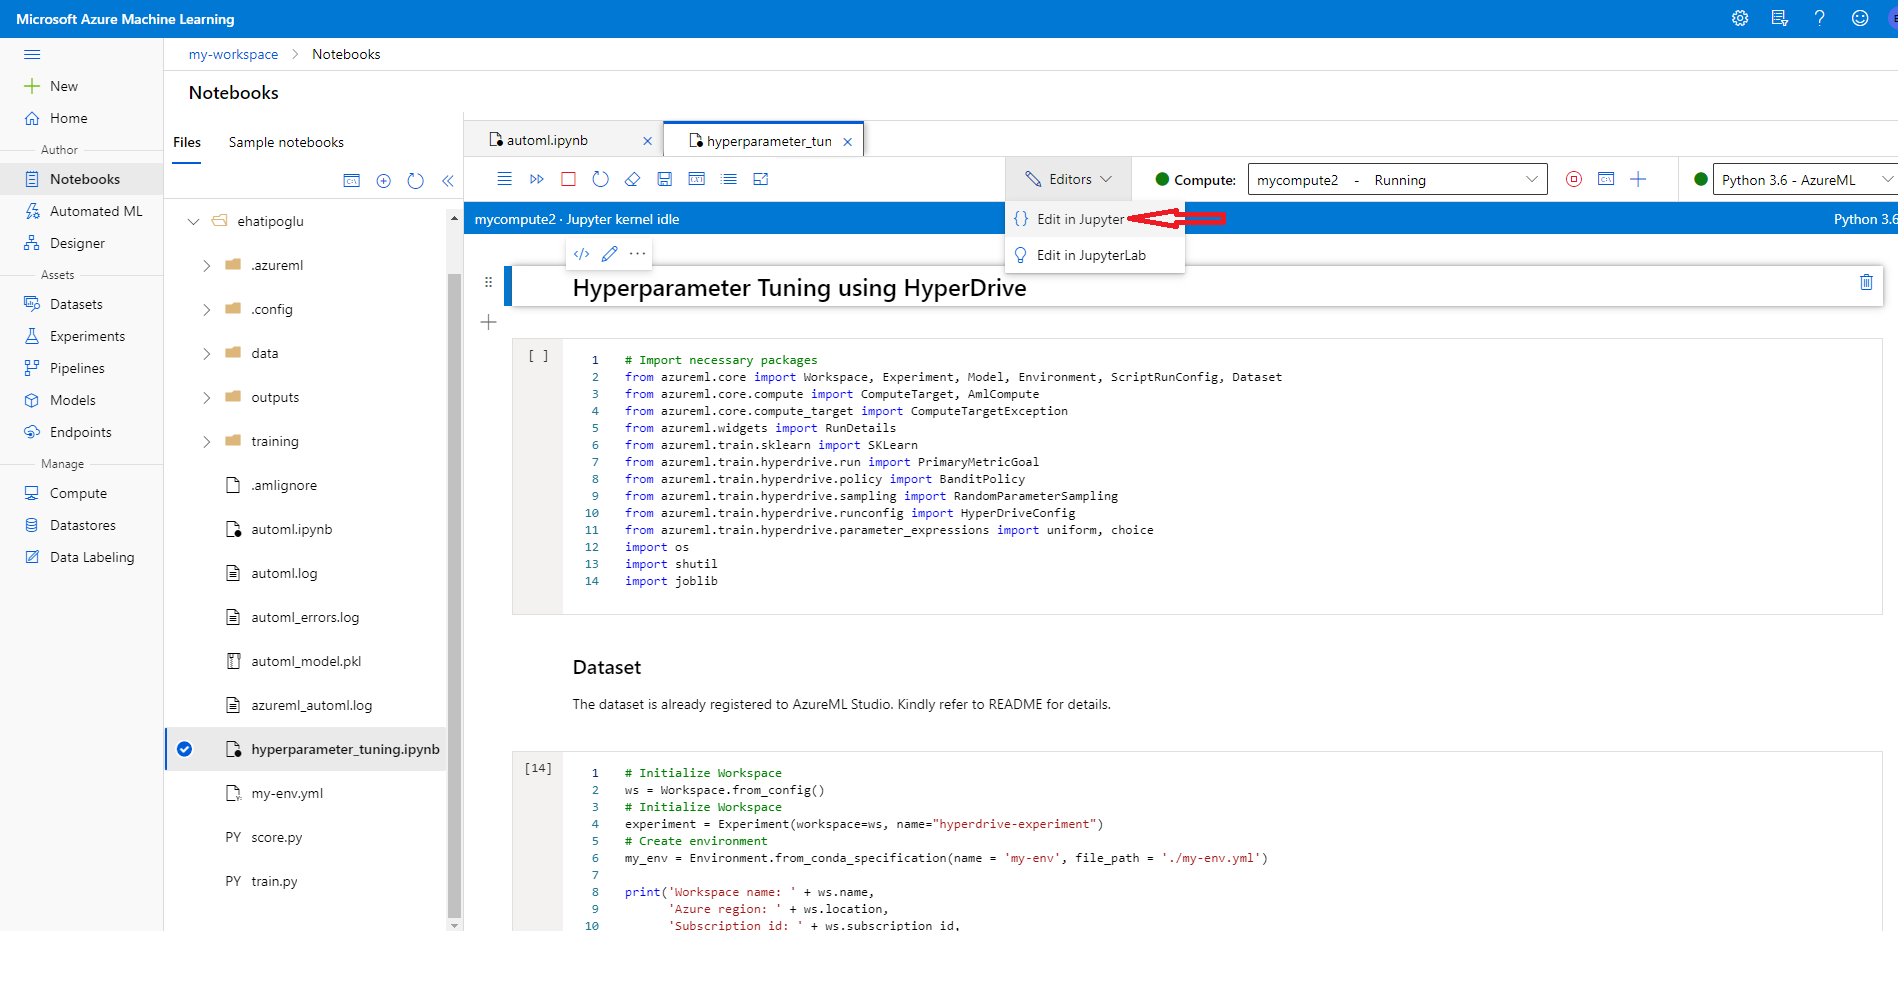 Microsoft Azure Machine Learning
my-workspace > Notebooks
New
Home
Author
Notebooks
Automated ML
Designer
Assets
Datasets
Experiments
Pipelines
Models
Endpoints
Manage
Compute
Datastores
Data Labeling
Notebooks
Files Sample notebooks
ehatipoglu
.azureml
.config
data
outputs
training
.amlignore
automl.ipynb
automl.log
automl_errors.log
automl_model.pkl
azureml_automl.log
hyperparameter_tuning.ipynb
my-env.yml
PY score.py
PY train.py
automl.ipynb
hyperparameter_tun
Editors
Compute: mycompute2 - Running
Python 3.6 - AzureML
mycompute2 · Jupyter kernel idle
Python 3.6
{} Edit in Jupyter
Edit in JupyterLab
</> ···
Hyperparameter Tuning using HyperDrive
[ ]
1 # Import necessary packages
2 from azureml.core import Workspace, Experiment, Model, Environment, ScriptRunConfig, Dataset
3 from azureml.core.compute import ComputeTarget, AmlCompute
4 from azureml.core.compute_target import ComputeTargetException
5 from azureml.widgets import RunDetails
6 from azureml.train.sklearn import SKLearn
7 from azureml.train.hyperdrive.run import PrimaryMetricGoal
8 from azureml.train.hyperdrive.policy import BanditPolicy
9 from azureml.train.hyperdrive.sampling import RandomParameterSampling
10 from azureml.train.hyperdrive.runconfig import HyperDriveConfig
11 from azureml.train.hyperdrive.parameter_expressions import uniform, choice
12 import os
13 import shutil
14 import joblib
Dataset
The dataset is already registered to AzureML Studio. Kindly refer to README for details.
[14]
1 # Initialize Workspace
2 ws = Workspace.from_config()
3 # Initialize Workspace
4 experiment = Experiment(workspace=ws, name="hyperdrive-experiment")
5 # Create environment
6 my_env = Environment.from_conda_specification(name = 'my-env', file_path = './my-env.yml')
7
8 print('Workspace name: ' + ws.name,
9 'Azure region: ' + ws.location,
10 'Subscription id: ' + ws.subscription_id,